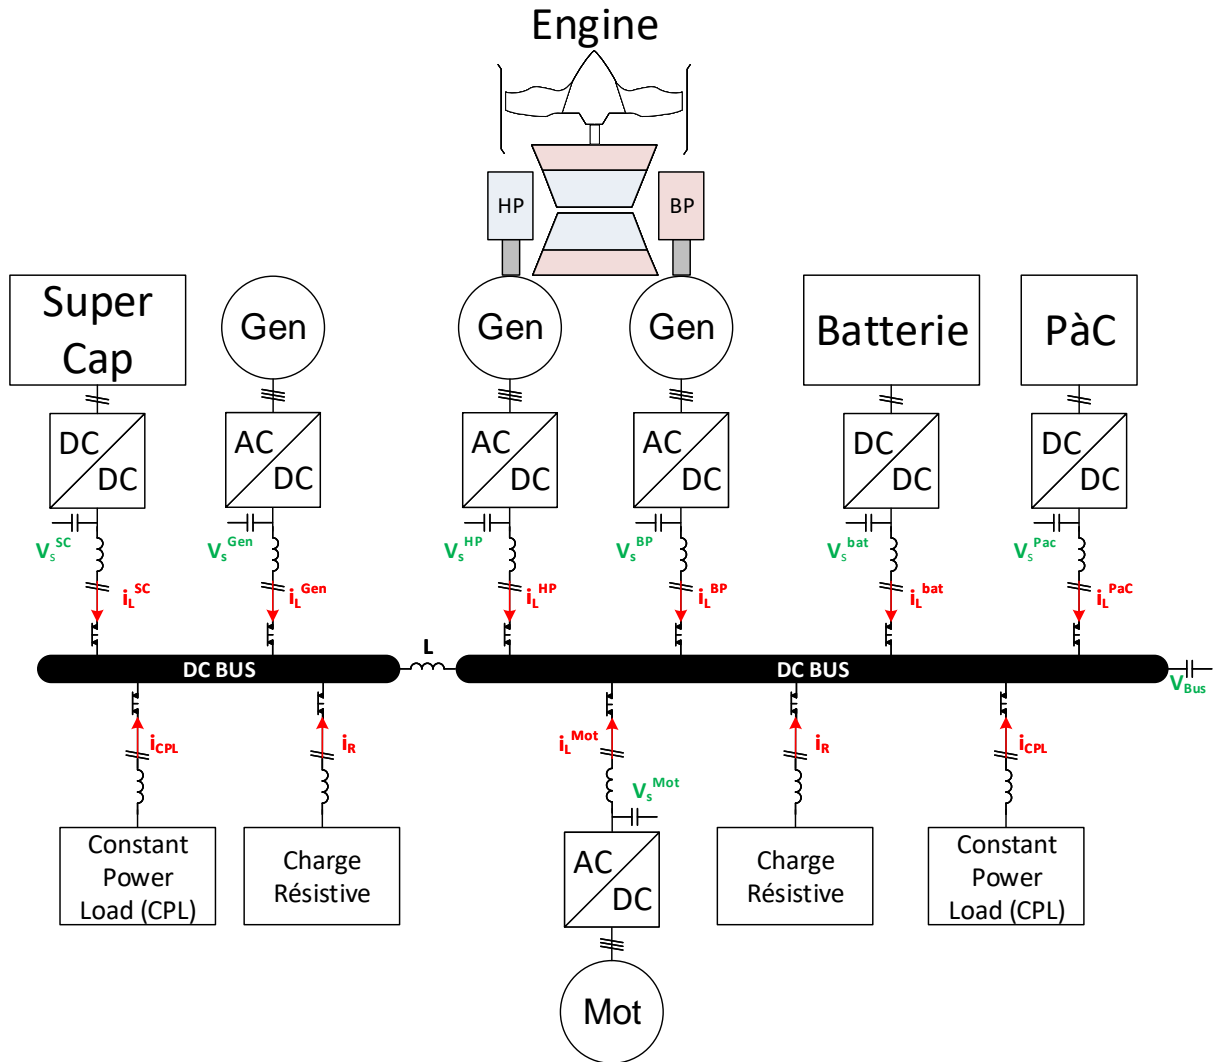 Engine
HP
BP
Super
Cap
Gen
Gen
Gen
Batterie
PàC
DC
DC
AC
DC
AC
DC
AC
DC
DC
DC
DC
DC
Vs^SC
Vs^Gen
Vs^HP
Vs^BP
Vs^bat
Vs^Pac
iL^SC
iL^Gen
iL^HP
iL^BP
iL^bat
iL^PaC
L
DC BUS
DC BUS
VBus
iCPL
iR
iL^Mot
iR
iCPL
Vs^Mot
Constant
Power
Load (CPL)
Charge
Résistive
AC
DC
Charge
Résistive
Constant
Power
Load (CPL)
Mot